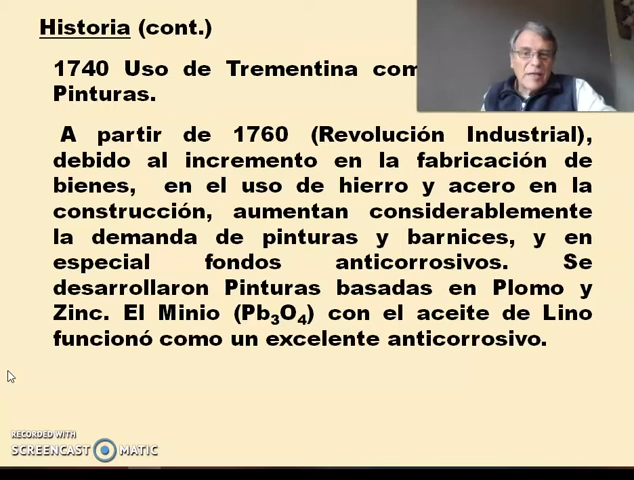 Historia (cont.)
1740 Uso de Trementina com
Pinturas.
A partir de 1760 (Revolución Industrial),
debido al incremento en la fabricación de
bienes, en el uso de hierro y acero en la
construcción, aumentan considerablemente
la demanda de pinturas y barnices, y en
especial fondos anticorrosivos. Se
desarrollaron Pinturas basadas en Plomo y
Zinc. El Minio (Pb₃O₄) con el aceite de Lino
funcionó como un excelente anticorrosivo.
RECORDED WITH
SCREENCAST MATIC